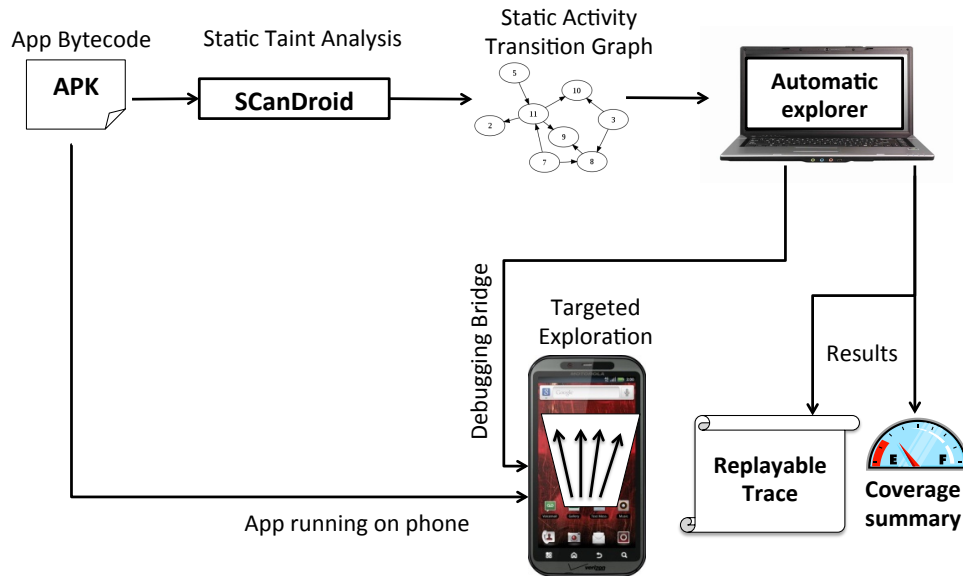 App Bytecode
APK
Static Taint Analysis
SCanDroid
Static Activity
Transition Graph
5
10
11
2
9
3
7
8
Automatic
explorer
Debugging Bridge
Targeted
Exploration
Google
App running on phone
Results
Replayable
Trace
E F
Coverage
summary